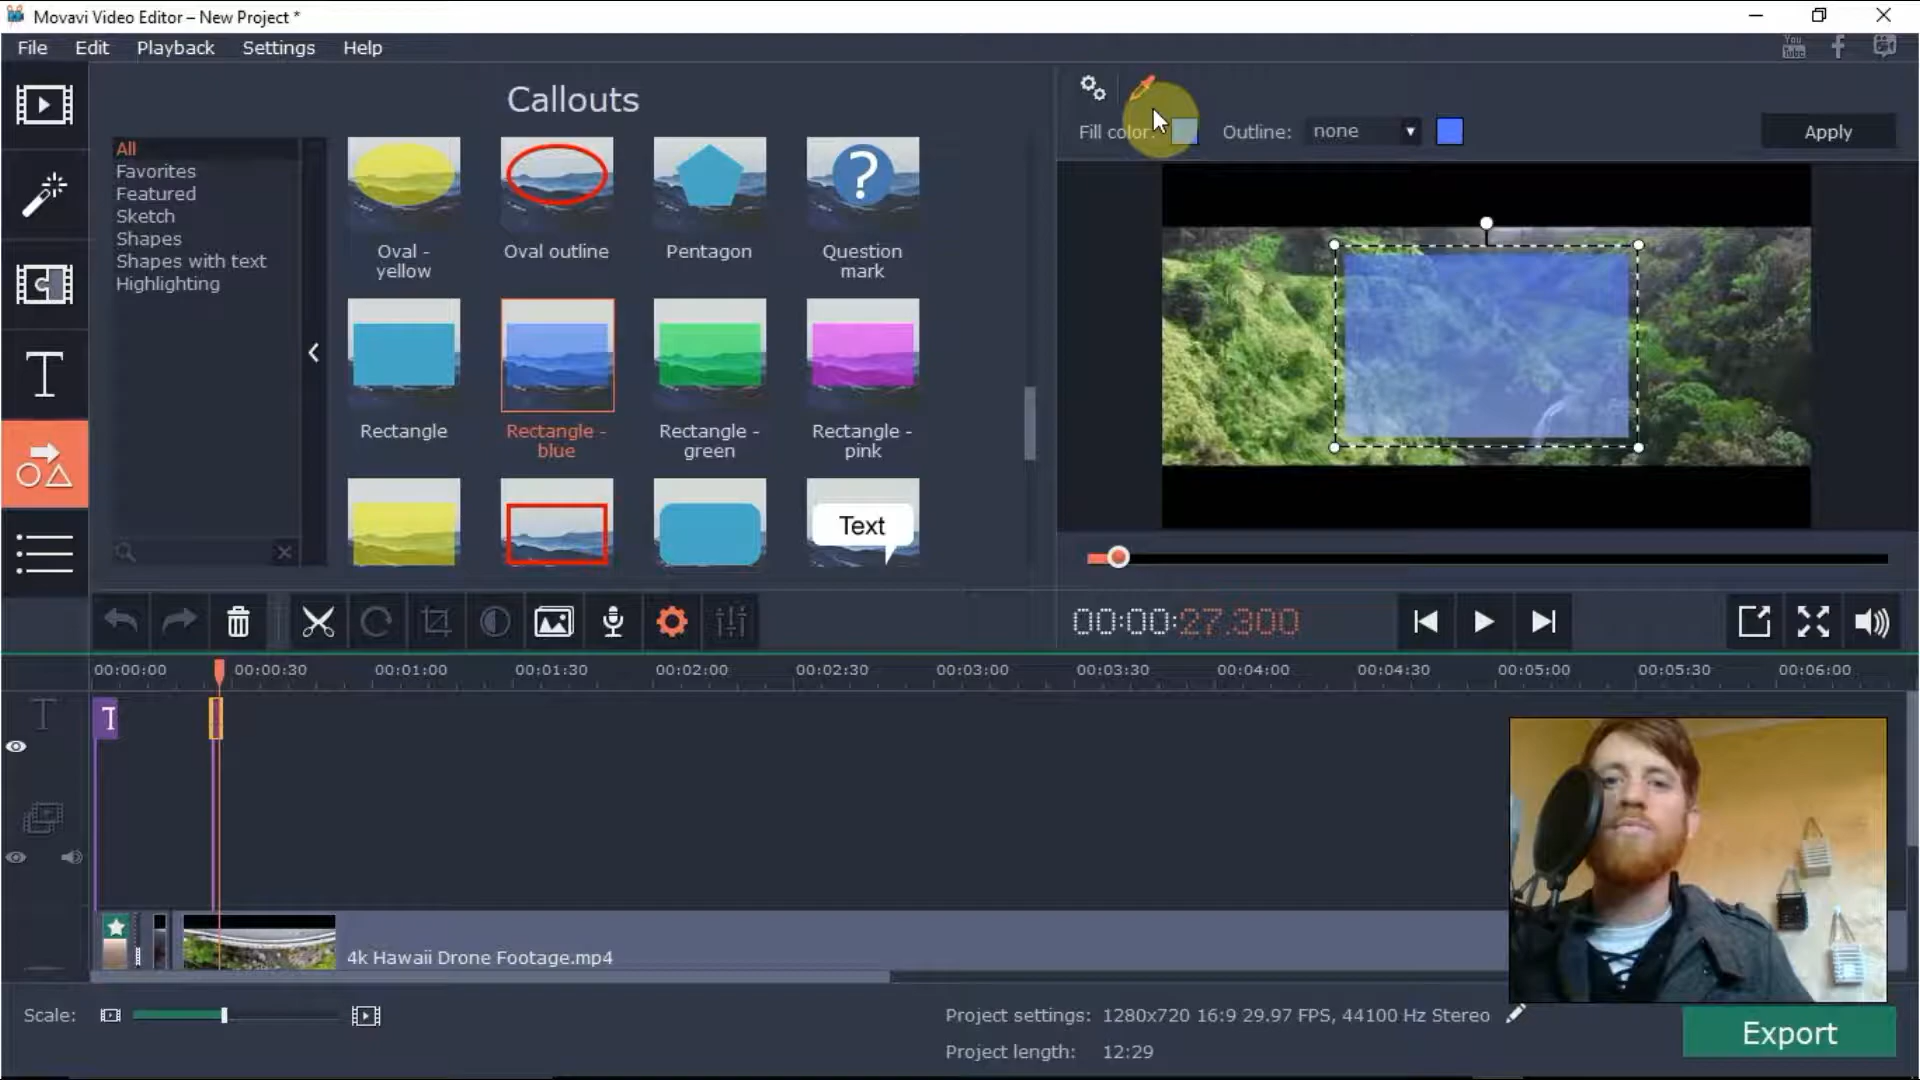 Movavi Video Editor – New Project *
File Edit Playback Settings Help
You Tube
Callouts
All
Favorites
Featured
Sketch
Shapes
Shapes with text
Highlighting
Oval - yellow
Oval outline
Pentagon
?
Question mark
Rectangle
Rectangle - blue
Rectangle - green
Rectangle - pink
Text
Fill color:
Outline: none
Apply
00:00:27.300
00:00:00 00:00:30 00:01:00 00:01:30 00:02:00 00:02:30 00:03:00 00:03:30 00:04:00 00:04:30 00:05:00 00:05:30 00:06:00
T
4k Hawaii Drone Footage.mp4
Scale:
Project settings: 1280x720 16:9 29.97 FPS, 44100 Hz Stereo
Project length: 12:29
Export